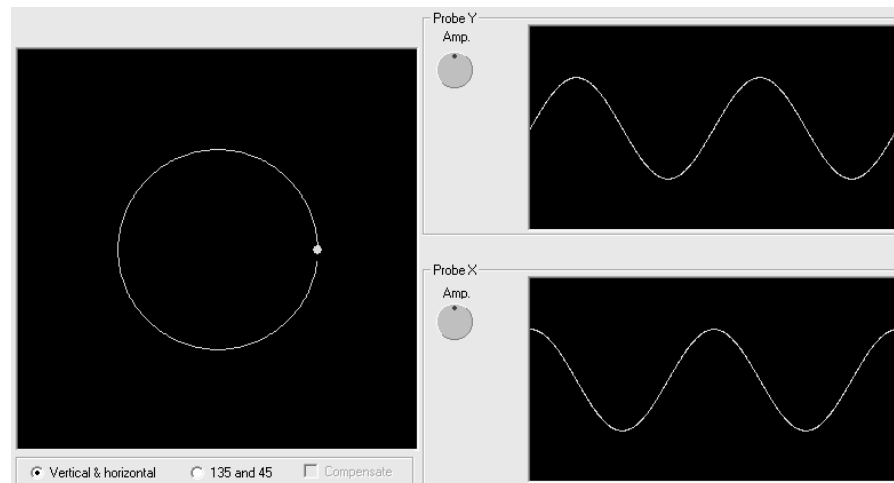 Probe Y
Amp.
Probe X
Amp.
Vertical & horizontal
135 and 45
Compensate